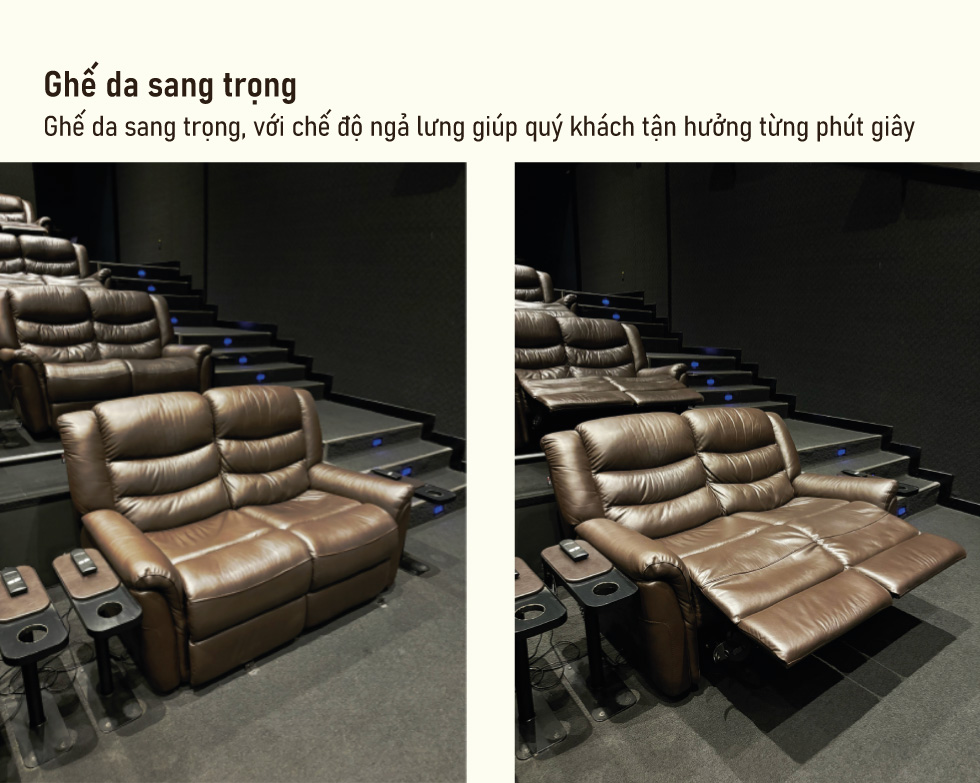 Ghế da sang trọng
Ghế da sang trọng, với chế độ ngả lưng giúp quý khách tận hưởng từng phút giây